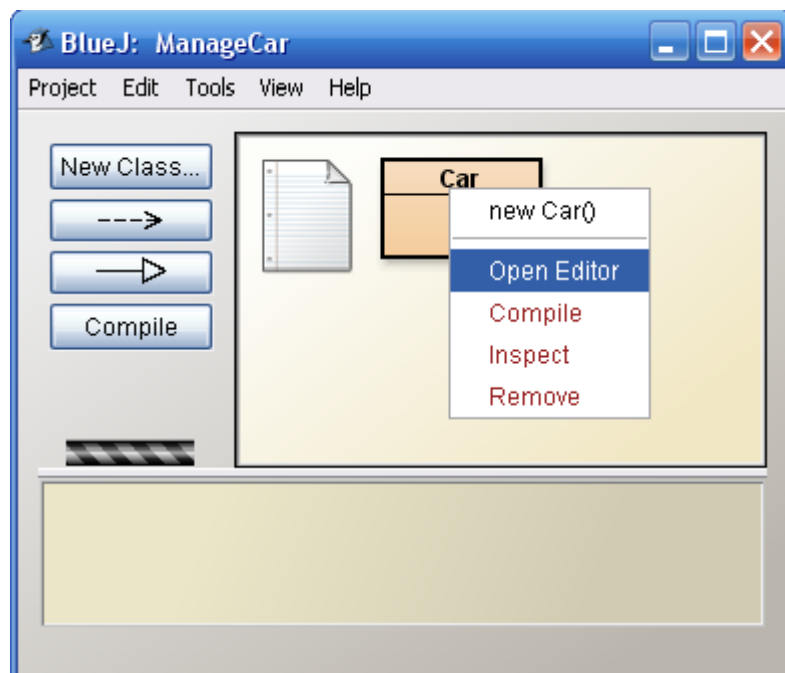 BlueJ: ManageCar
Project Edit Tools View Help
New Class...
Compile
Car
new Car()
Open Editor
Compile
Inspect
Remove